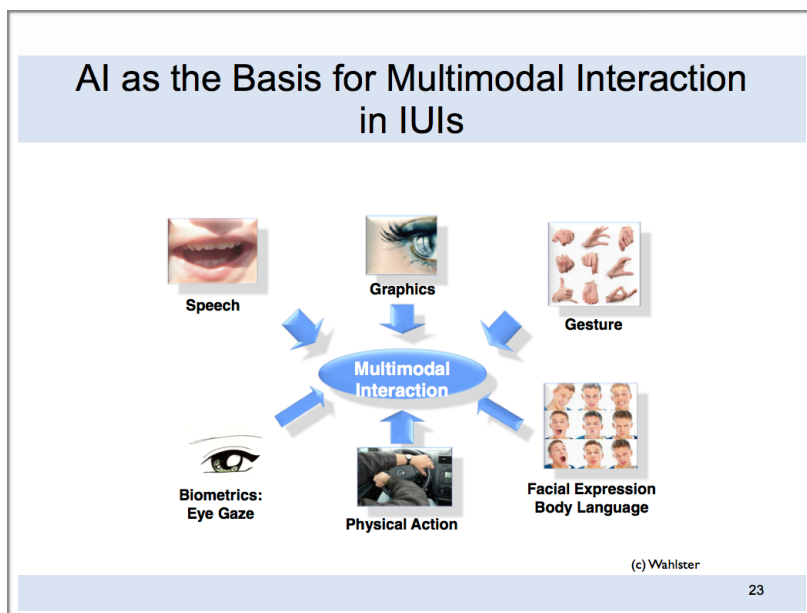 AI as the Basis for Multimodal Interaction
in IUIs
Speech
Graphics
Gesture
Multimodal
Interaction
Biometrics:
Eye Gaze
Physical Action
Facial Expression
Body Language
(c) Wahlster
23